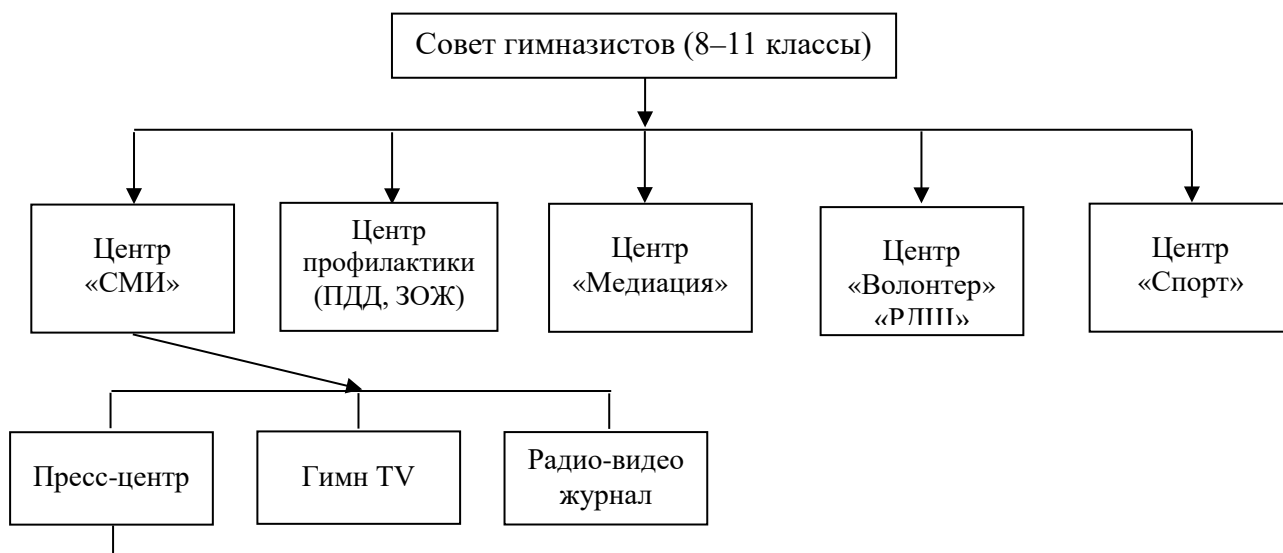 Совет гимназистов (8–11 классы)
Центр
«СМИ»
Центр
профилактики
(ПДД, ЗОЖ)
Центр
«Медиация»
Центр
«Волонтер»
«РДШ»
Центр
«Спорт»
Пресс-центр
Гимн TV
Радио-видео
журнал